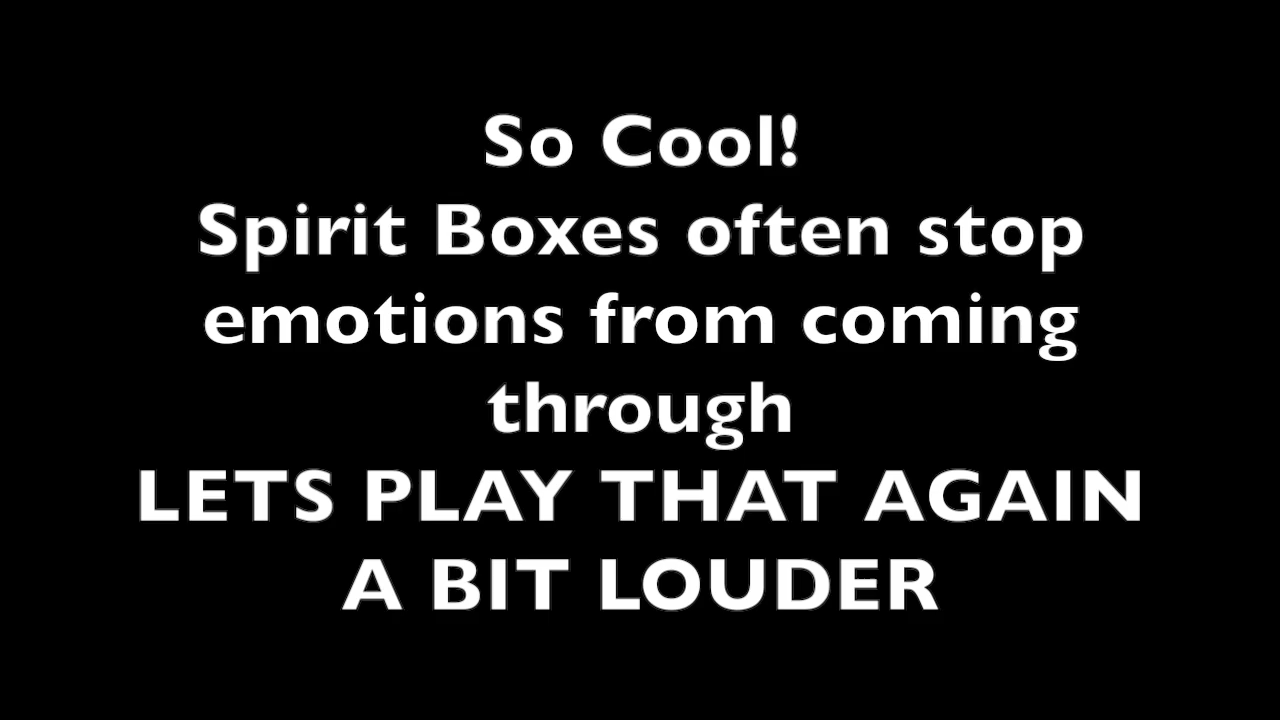 So Cool!
Spirit Boxes often stop
emotions from coming
through
LETS PLAY THAT AGAIN
A BIT LOUDER